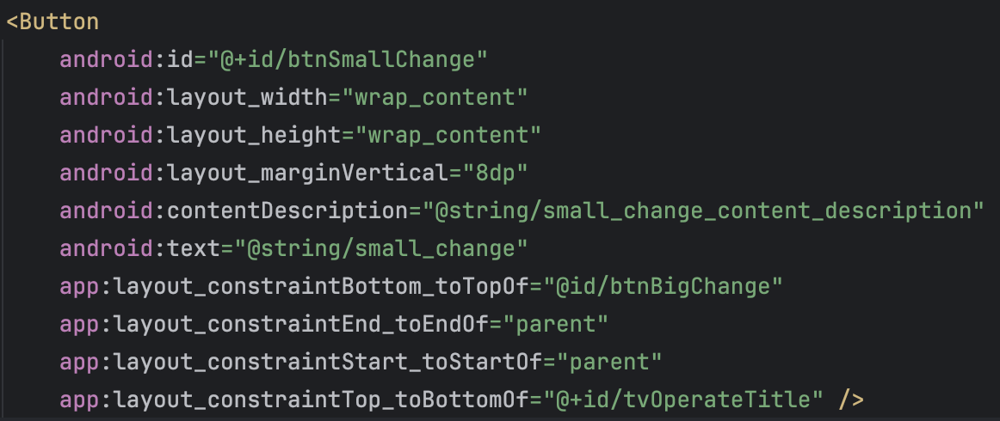 <Button
    android:id="@+id/btnSmallChange"
    android:layout_width="wrap_content"
    android:layout_height="wrap_content"
    android:layout_marginVertical="8dp"
    android:contentDescription="@string/small_change_content_description"
    android:text="@string/small_change"
    app:layout_constraintBottom_toTopOf="@id/btnBigChange"
    app:layout_constraintEnd_toEndOf="parent"
    app:layout_constraintStart_toStartOf="parent"
    app:layout_constraintTop_toBottomOf="@+id/tvOperateTitle" />